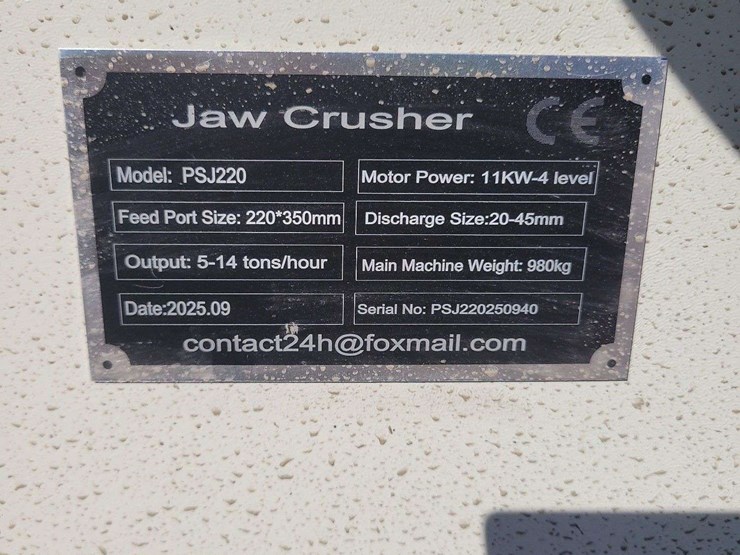 Jaw Crusher CE
Model: PSJ220 Motor Power: 11KW-4 level
Feed Port Size: 220*350mm Discharge Size:20-45mm
Output: 5-14 tons/hour Main Machine Weight: 980kg
Date:2025.09 Serial No: PSJ220250940
contact24h@foxmail.com